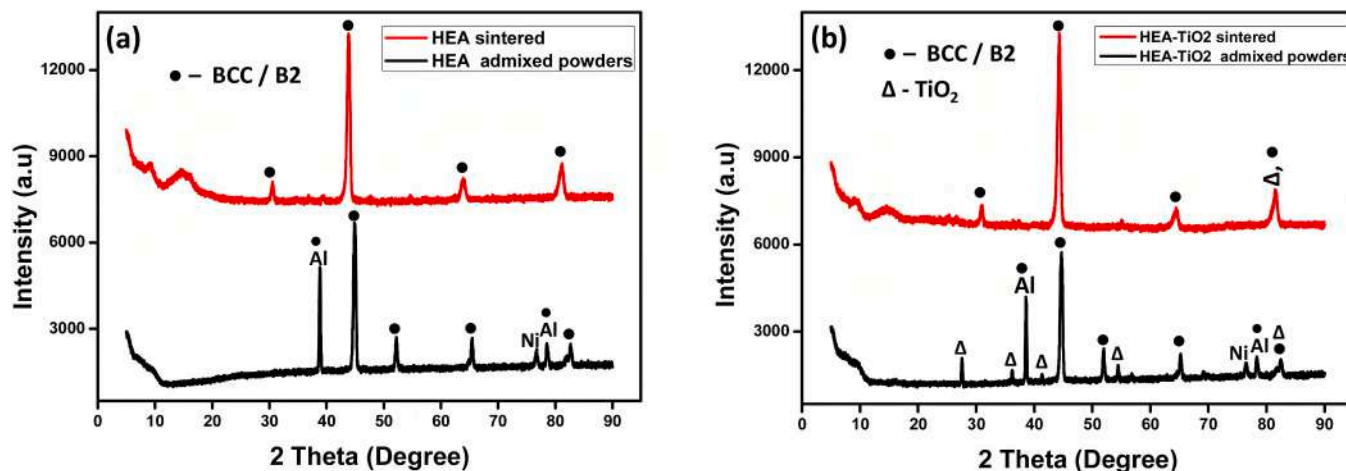 (a)
HEA sintered
HEA admixed powders
● – BCC / B2
Intensity (a.u)
12000
9000
6000
3000
●
●
●
●
●
Al
●
●
●
Ni
●
Al
●
0 10 20 30 40 50 60 70 80 90
2 Theta (Degree)
(b)
HEA-TiO2 sintered
HEA-TiO2 admixed powders
● – BCC / B2
Δ - TiO₂
Intensity (a.u)
12000
9000
6000
3000
●
●
●
●
Δ,
Δ
Δ
●
Al
Δ
●
●
Δ
●
Ni
●
Al
Δ
●
0 10 20 30 40 50 60 70 80 90
2 Theta (Degree)